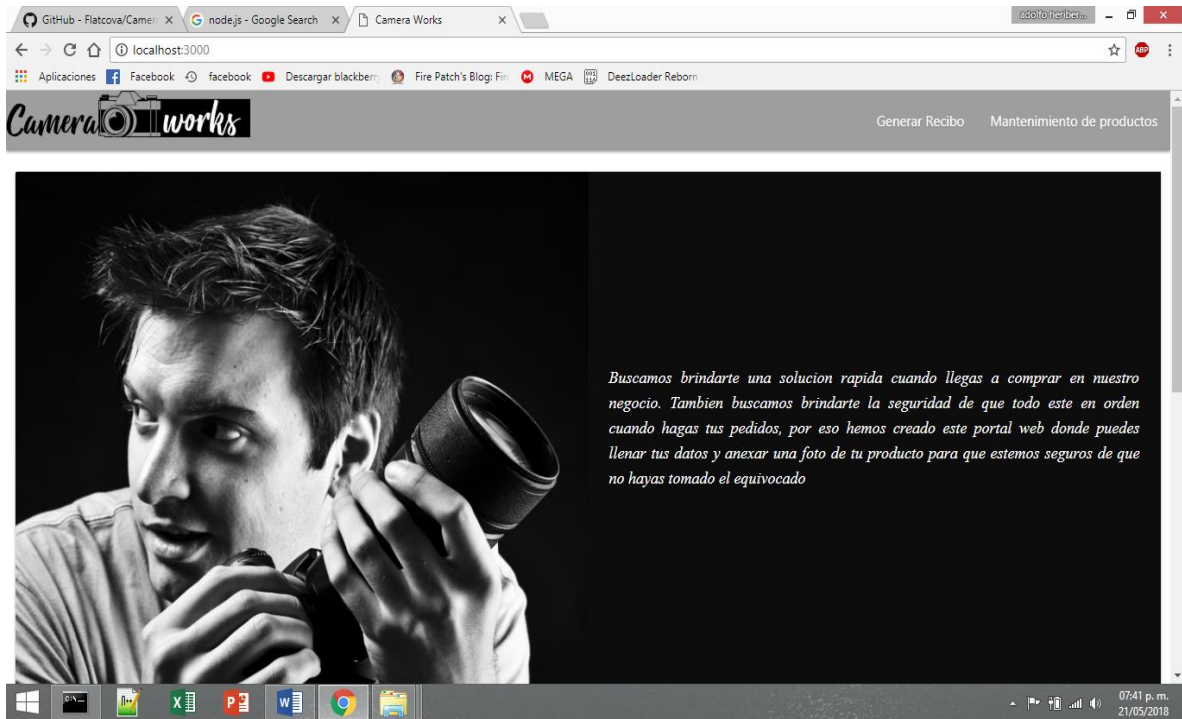 GitHub - Flatcova/Camer
node.js - Google Search
Camera Works
localhost:3000
Aplicaciones
Facebook
facebook
Descargar blackberry
Fire Patch's Blog: Fir
MEGA
DeezLoader Reborn
ABP
Camera works
Generar Recibo
Mantenimiento de productos
Buscamos brindarte una solucion rapida cuando llegas a comprar en nuestro
negocio. Tambien buscamos brindarte la seguridad de que todo este en orden
cuando hagas tus pedidos, por eso hemos creado este portal web donde puedes
llenar tus datos y anexar una foto de tu producto para que estemos seguros de que
no hayas tomado el equivocado
07:41 p. m.
21/05/2018